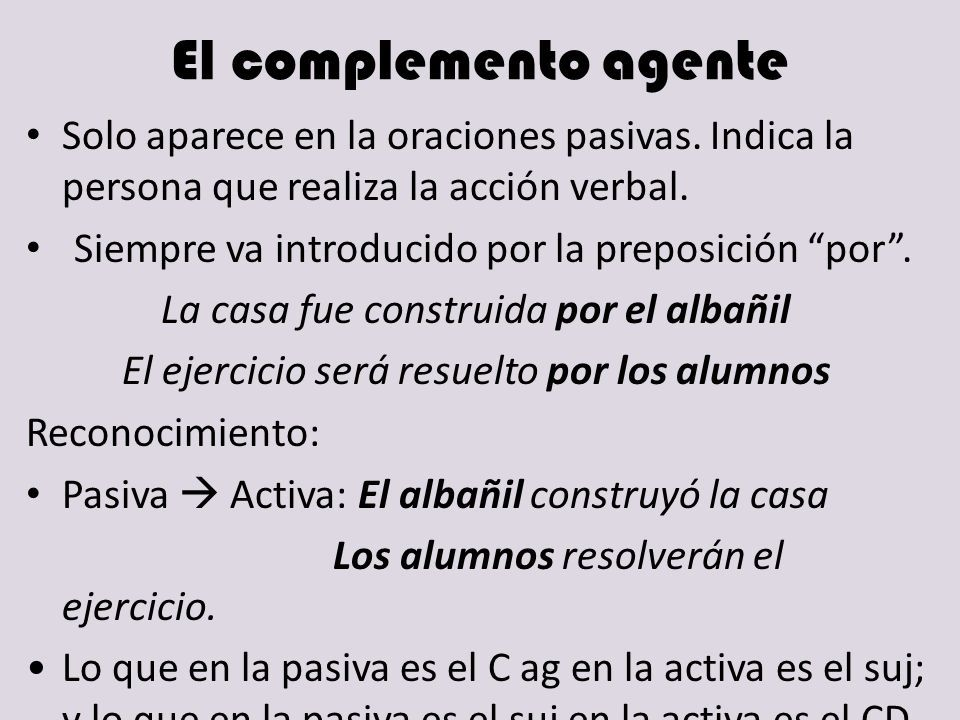 El complemento agente
• Solo aparece en la oraciones pasivas. Indica la
persona que realiza la acción verbal.
• Siempre va introducido por la preposición “por”.
La casa fue construida por el albañil
El ejercicio será resuelto por los alumnos
Reconocimiento:
• Pasiva → Activa: El albañil construyó la casa
Los alumnos resolverán el
ejercicio.
• Lo que en la pasiva es el C ag en la activa es el suj;
y lo que en la pasiva es el suj en la activa es el CD